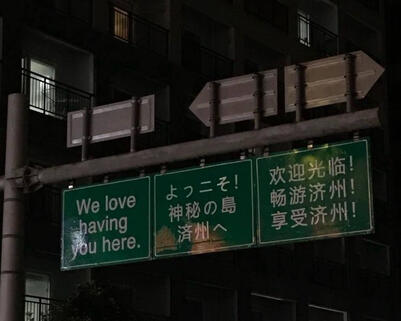 We love
having
you here.
よっこそ!
神秘の島
済州へ
欢迎光临!
畅游济州!
享受济州!